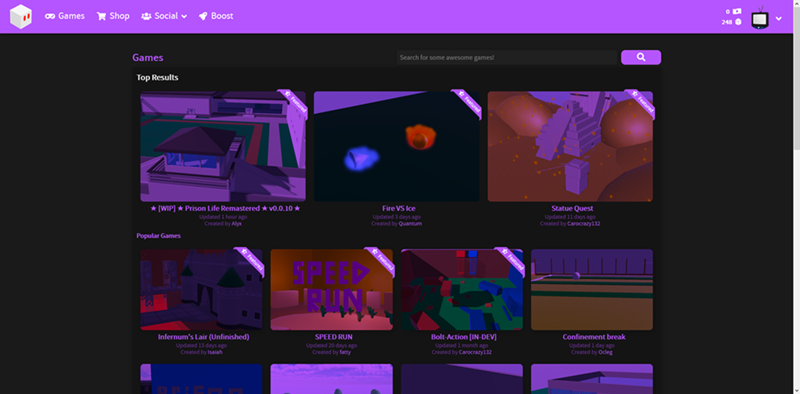 Games
Shop
Social
Boost
0
248
Games
Search for some awesome games!
Top Results
Featured
Featured
Featured
★ [WIP] ★ Prison Life Remastered ★ v0.0.10 ★
Updated 1 hour ago
Created by Alyx
Fire VS Ice
Updated 3 days ago
Created by Quantum
Statue Quest
Updated 11 days ago
Created by Carocrazy132
Popular Games
Featured
Featured
Featured
SPEED
RUN
Infernum's Lair (Unfinished)
Updated 13 days ago
Created by Isaiah
SPEED RUN
Updated 25 days ago
Created by fatty
Bolt-Action [IN-DEV]
Updated 1 month ago
Created by Carocrazy132
Confinement break
Updated 1 day ago
Created by Ocleg